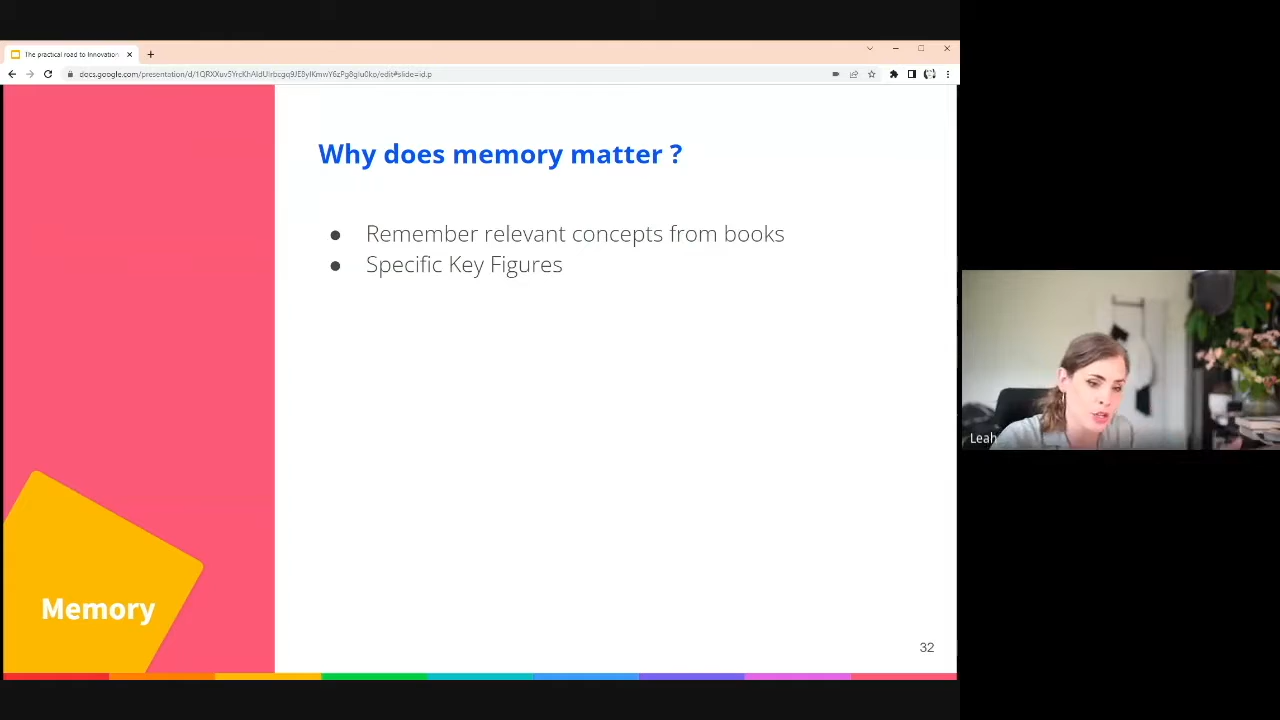 The practical road to Innovation
Why does memory matter ?
● Remember relevant concepts from books
● Specific Key Figures
Leah
Memory
32